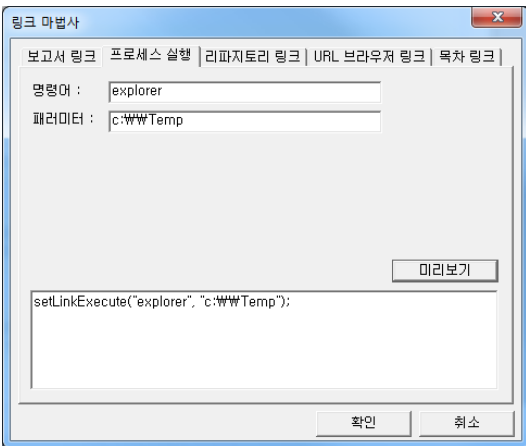 링크 마법사
보고서 링크 프로세스 실행 리파지토리 링크 URL 브라우저 링크 목차 링크
명령어 : explorer
패러미터 : c:₩₩Temp
미리보기
setLinkExecute("explorer", "c:₩₩Temp");
확인 취소